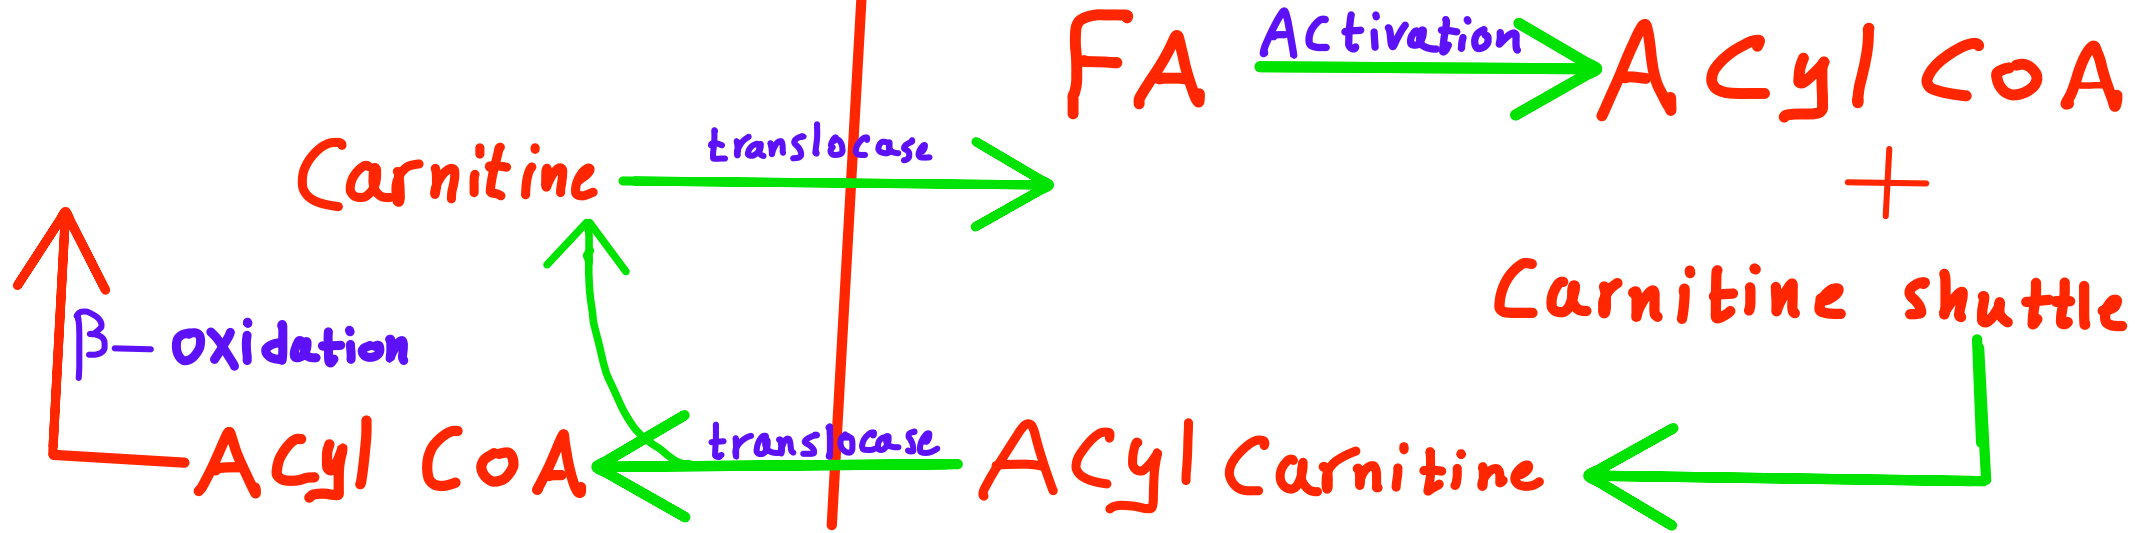 FA Activation Acyl CoA
+
Carnitine translocase
Carnitine shuttle
β-oxidation
Acyl CoA translocase Acyl Carnitine